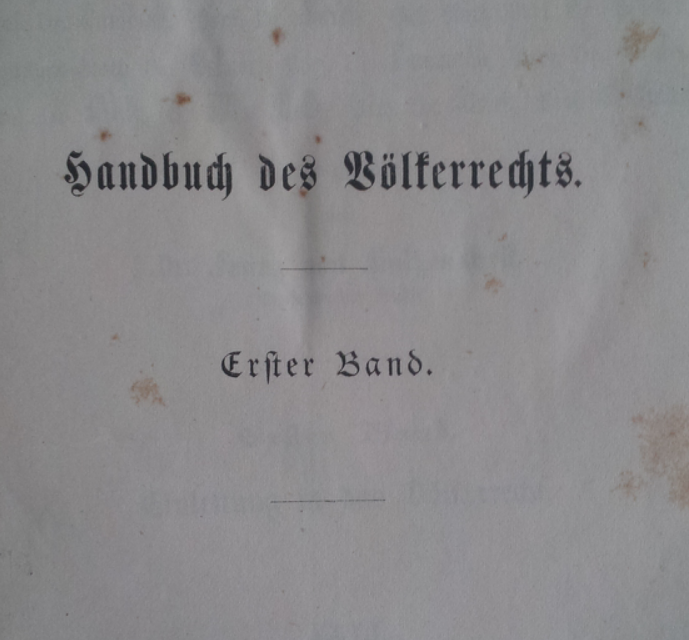 Handbuch des Völkerrechts.
Erſter Band.